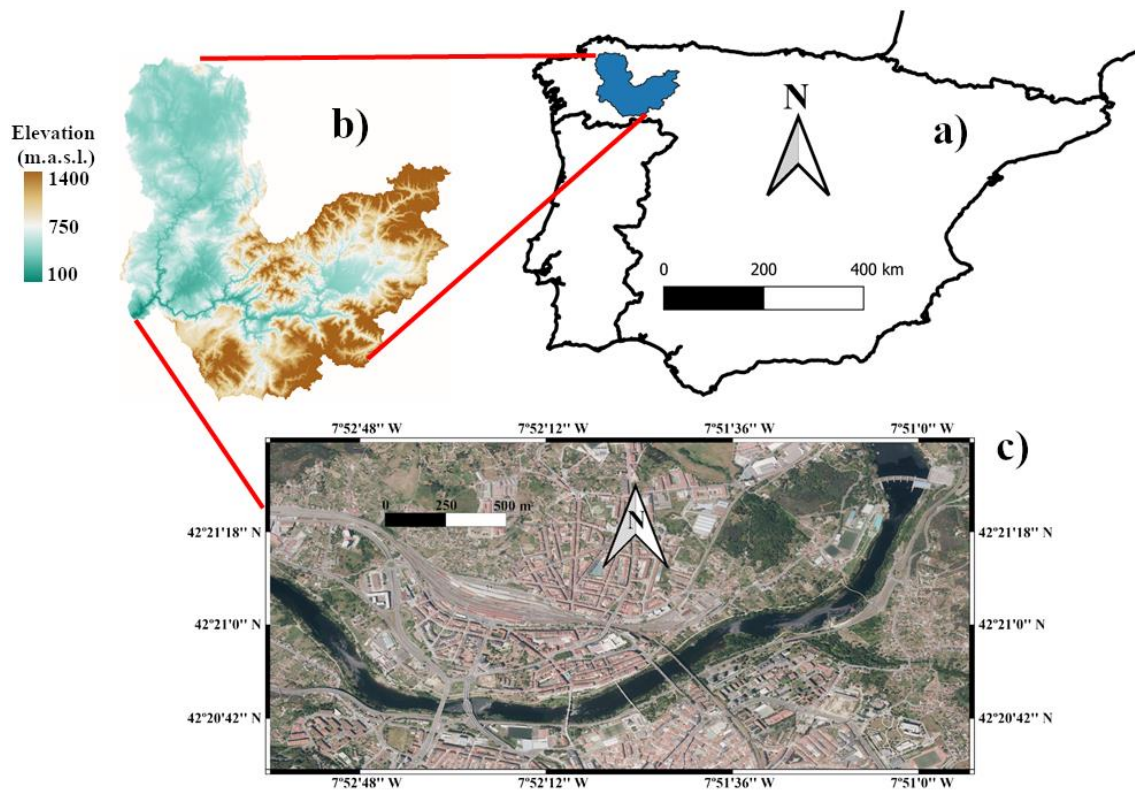 a)
N
0 200 400 km
b)
Elevation
(m.a.s.l.)
1400
750
100
c)
7°52'48'' W 7°52'12'' W 7°51'36'' W 7°51'0'' W
0 250 500 m
N
42°21'18'' N 42°21'18'' N
42°21'0'' N 42°21'0'' N
42°20'42'' N 42°20'42'' N
7°52'48'' W 7°52'12'' W 7°51'36'' W 7°51'0'' W